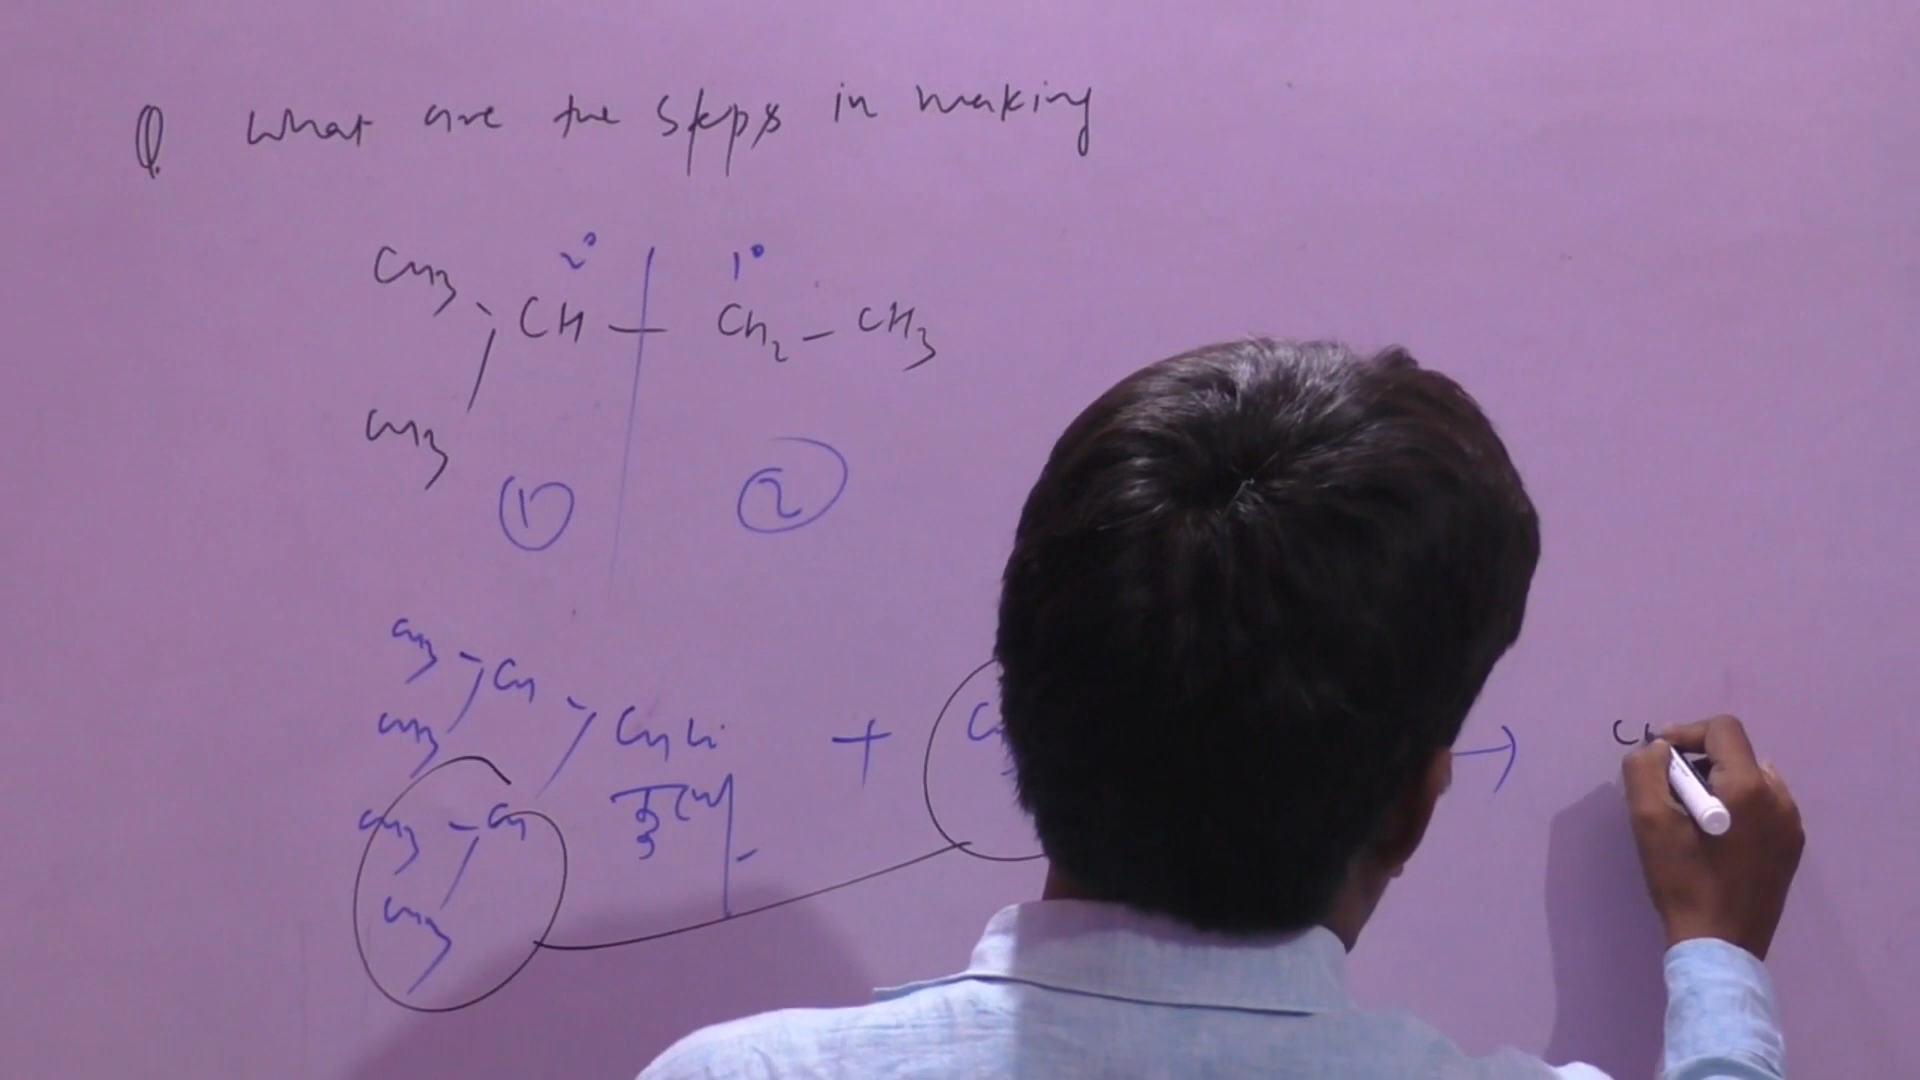 Q. What are the steps in making
CH3
2° 1°
CH — CH2 — CH3
CH3
① ②
CH3
CH
CH3
CuLi + →
CH3 — CH
CH3